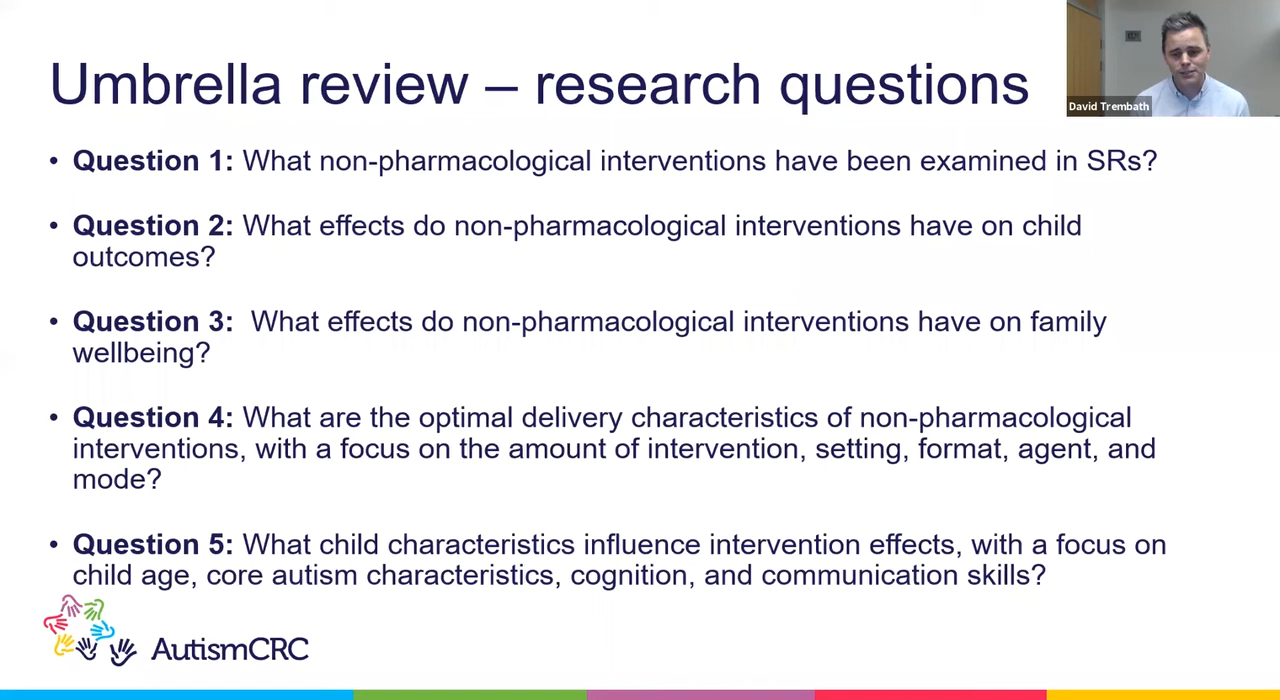 Umbrella review – research questions
David Trembath
• Question 1: What non-pharmacological interventions have been examined in SRs?
• Question 2: What effects do non-pharmacological interventions have on child
outcomes?
• Question 3:  What effects do non-pharmacological interventions have on family
wellbeing?
• Question 4: What are the optimal delivery characteristics of non-pharmacological
interventions, with a focus on the amount of intervention, setting, format, agent, and
mode?
• Question 5: What child characteristics influence intervention effects, with a focus on
child age, core autism characteristics, cognition, and communication skills?
AutismCRC